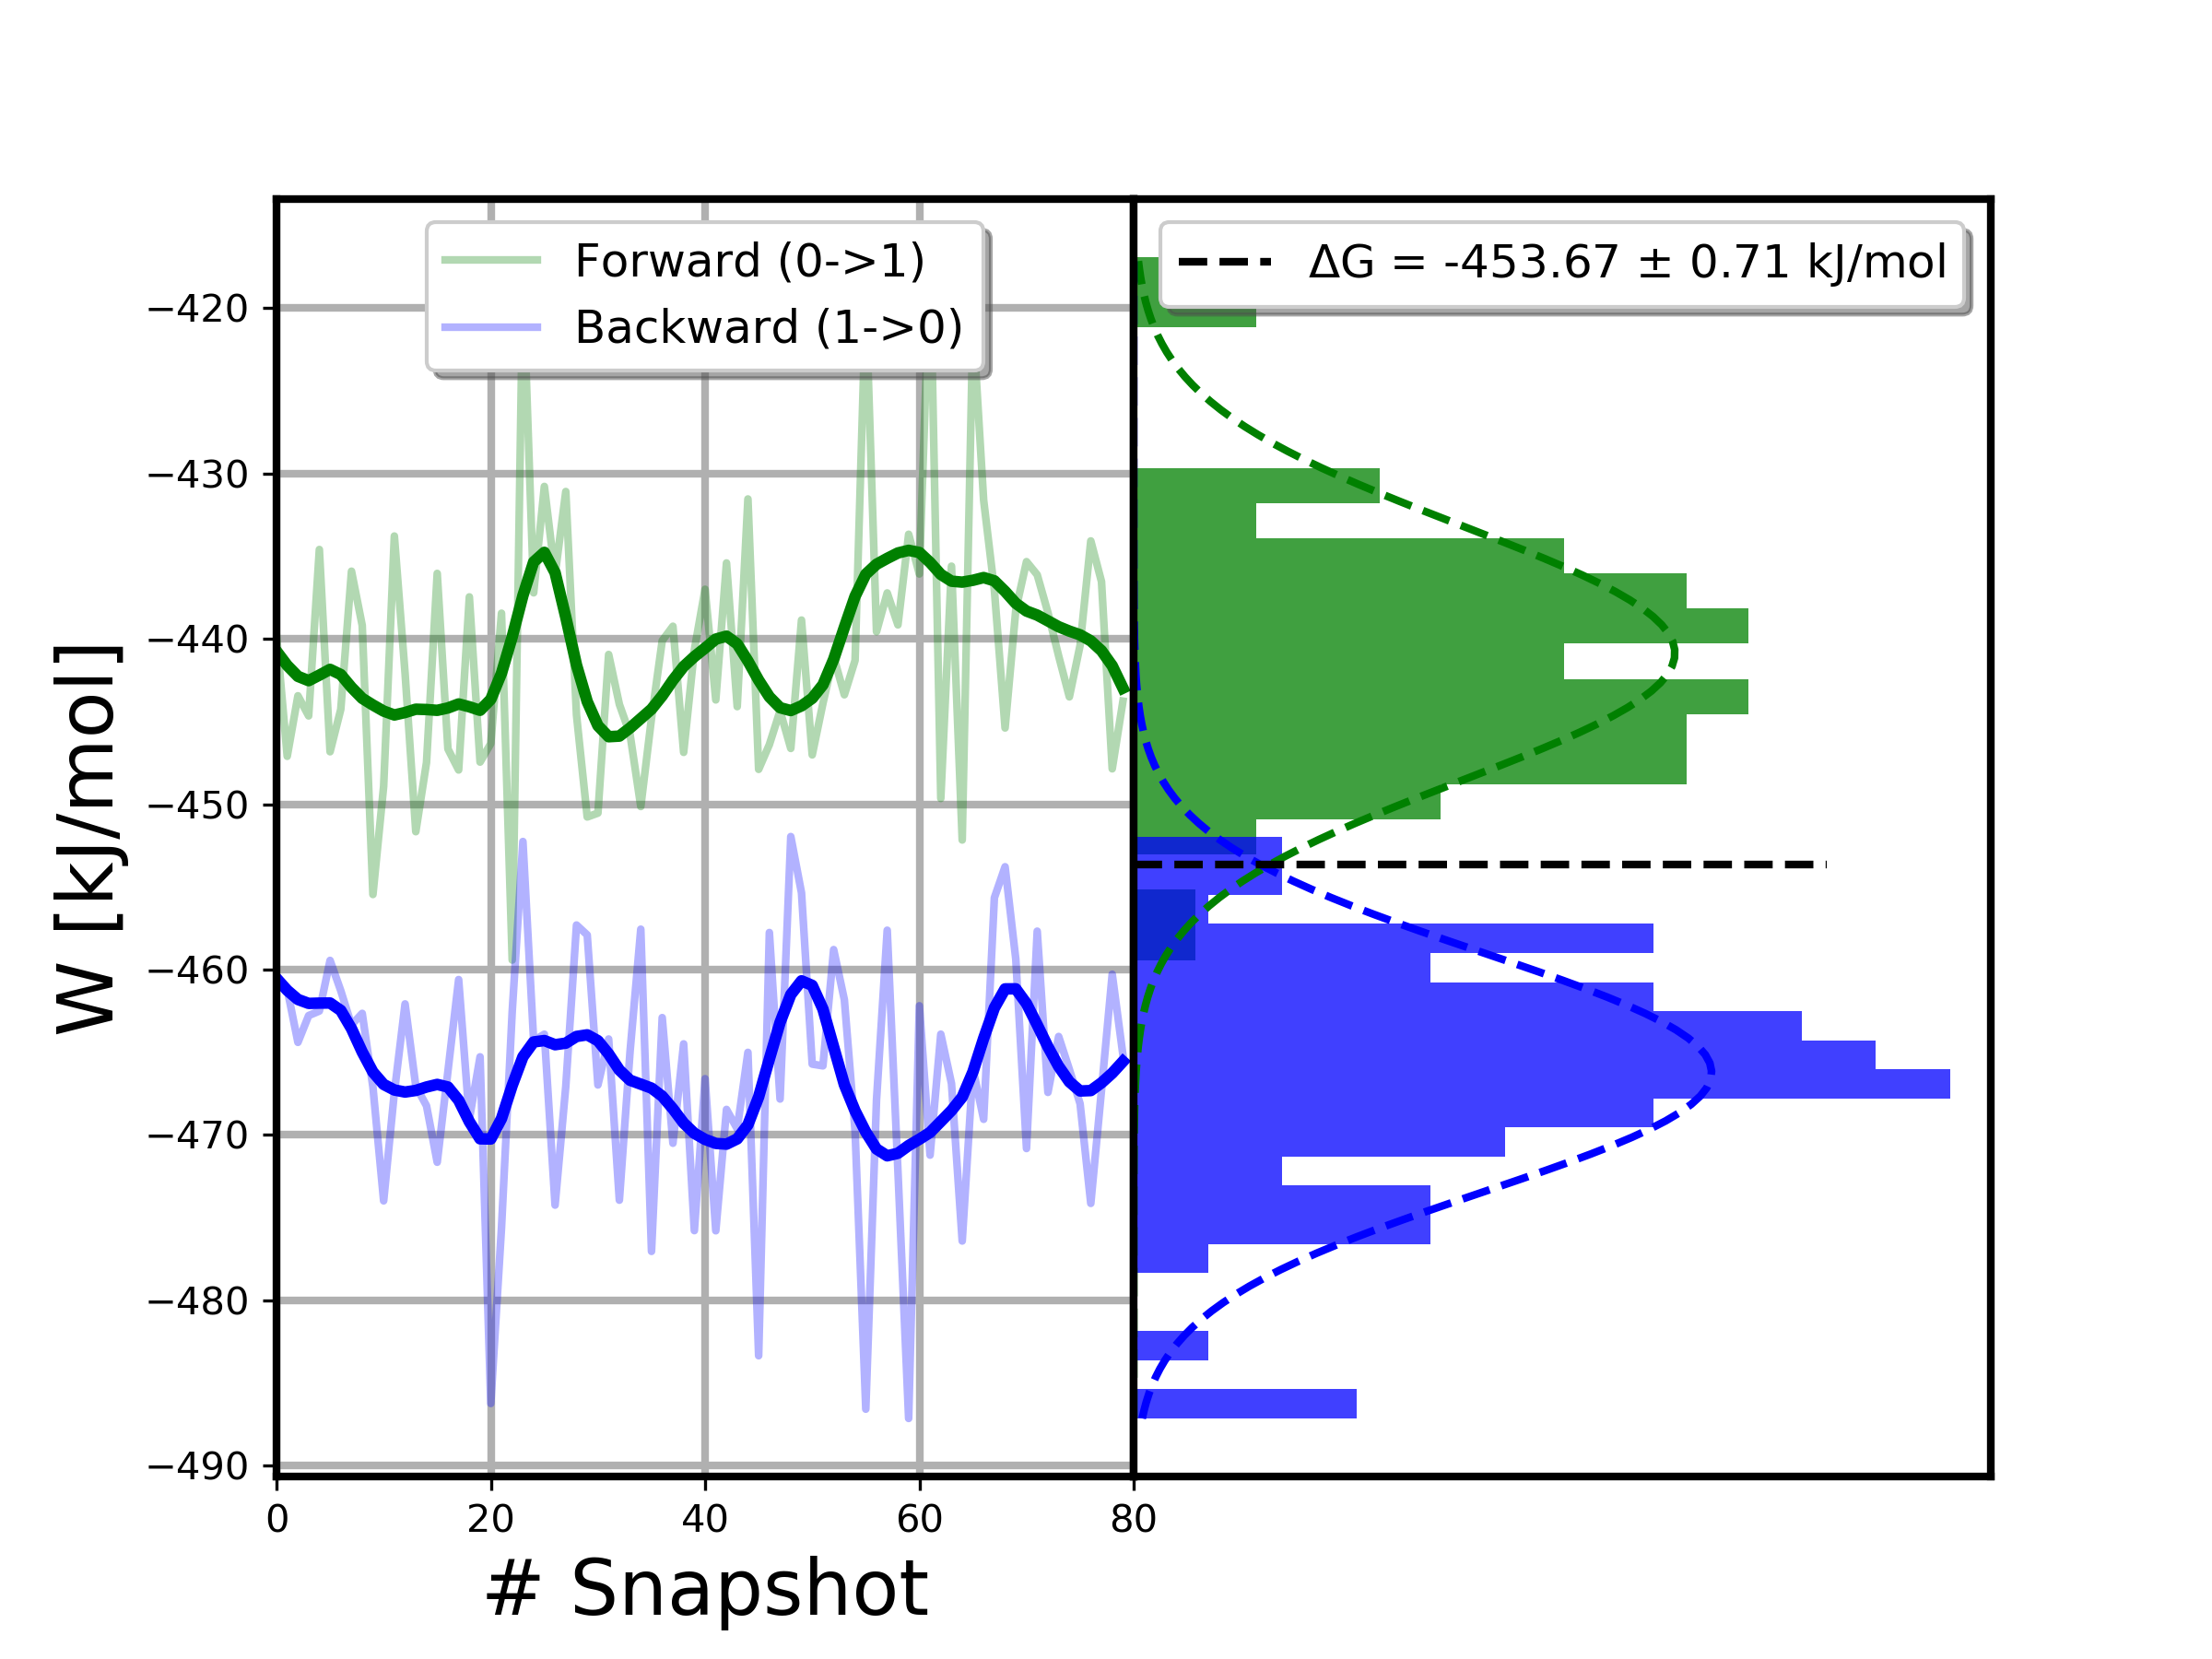 Forward (0->1)
Backward (1->0)
ΔG = -453.67 ± 0.71 kJ/mol
−420
−430
−440
−450
−460
−470
−480
−490
W [kJ/mol]
0 20 40 60 80
# Snapshot